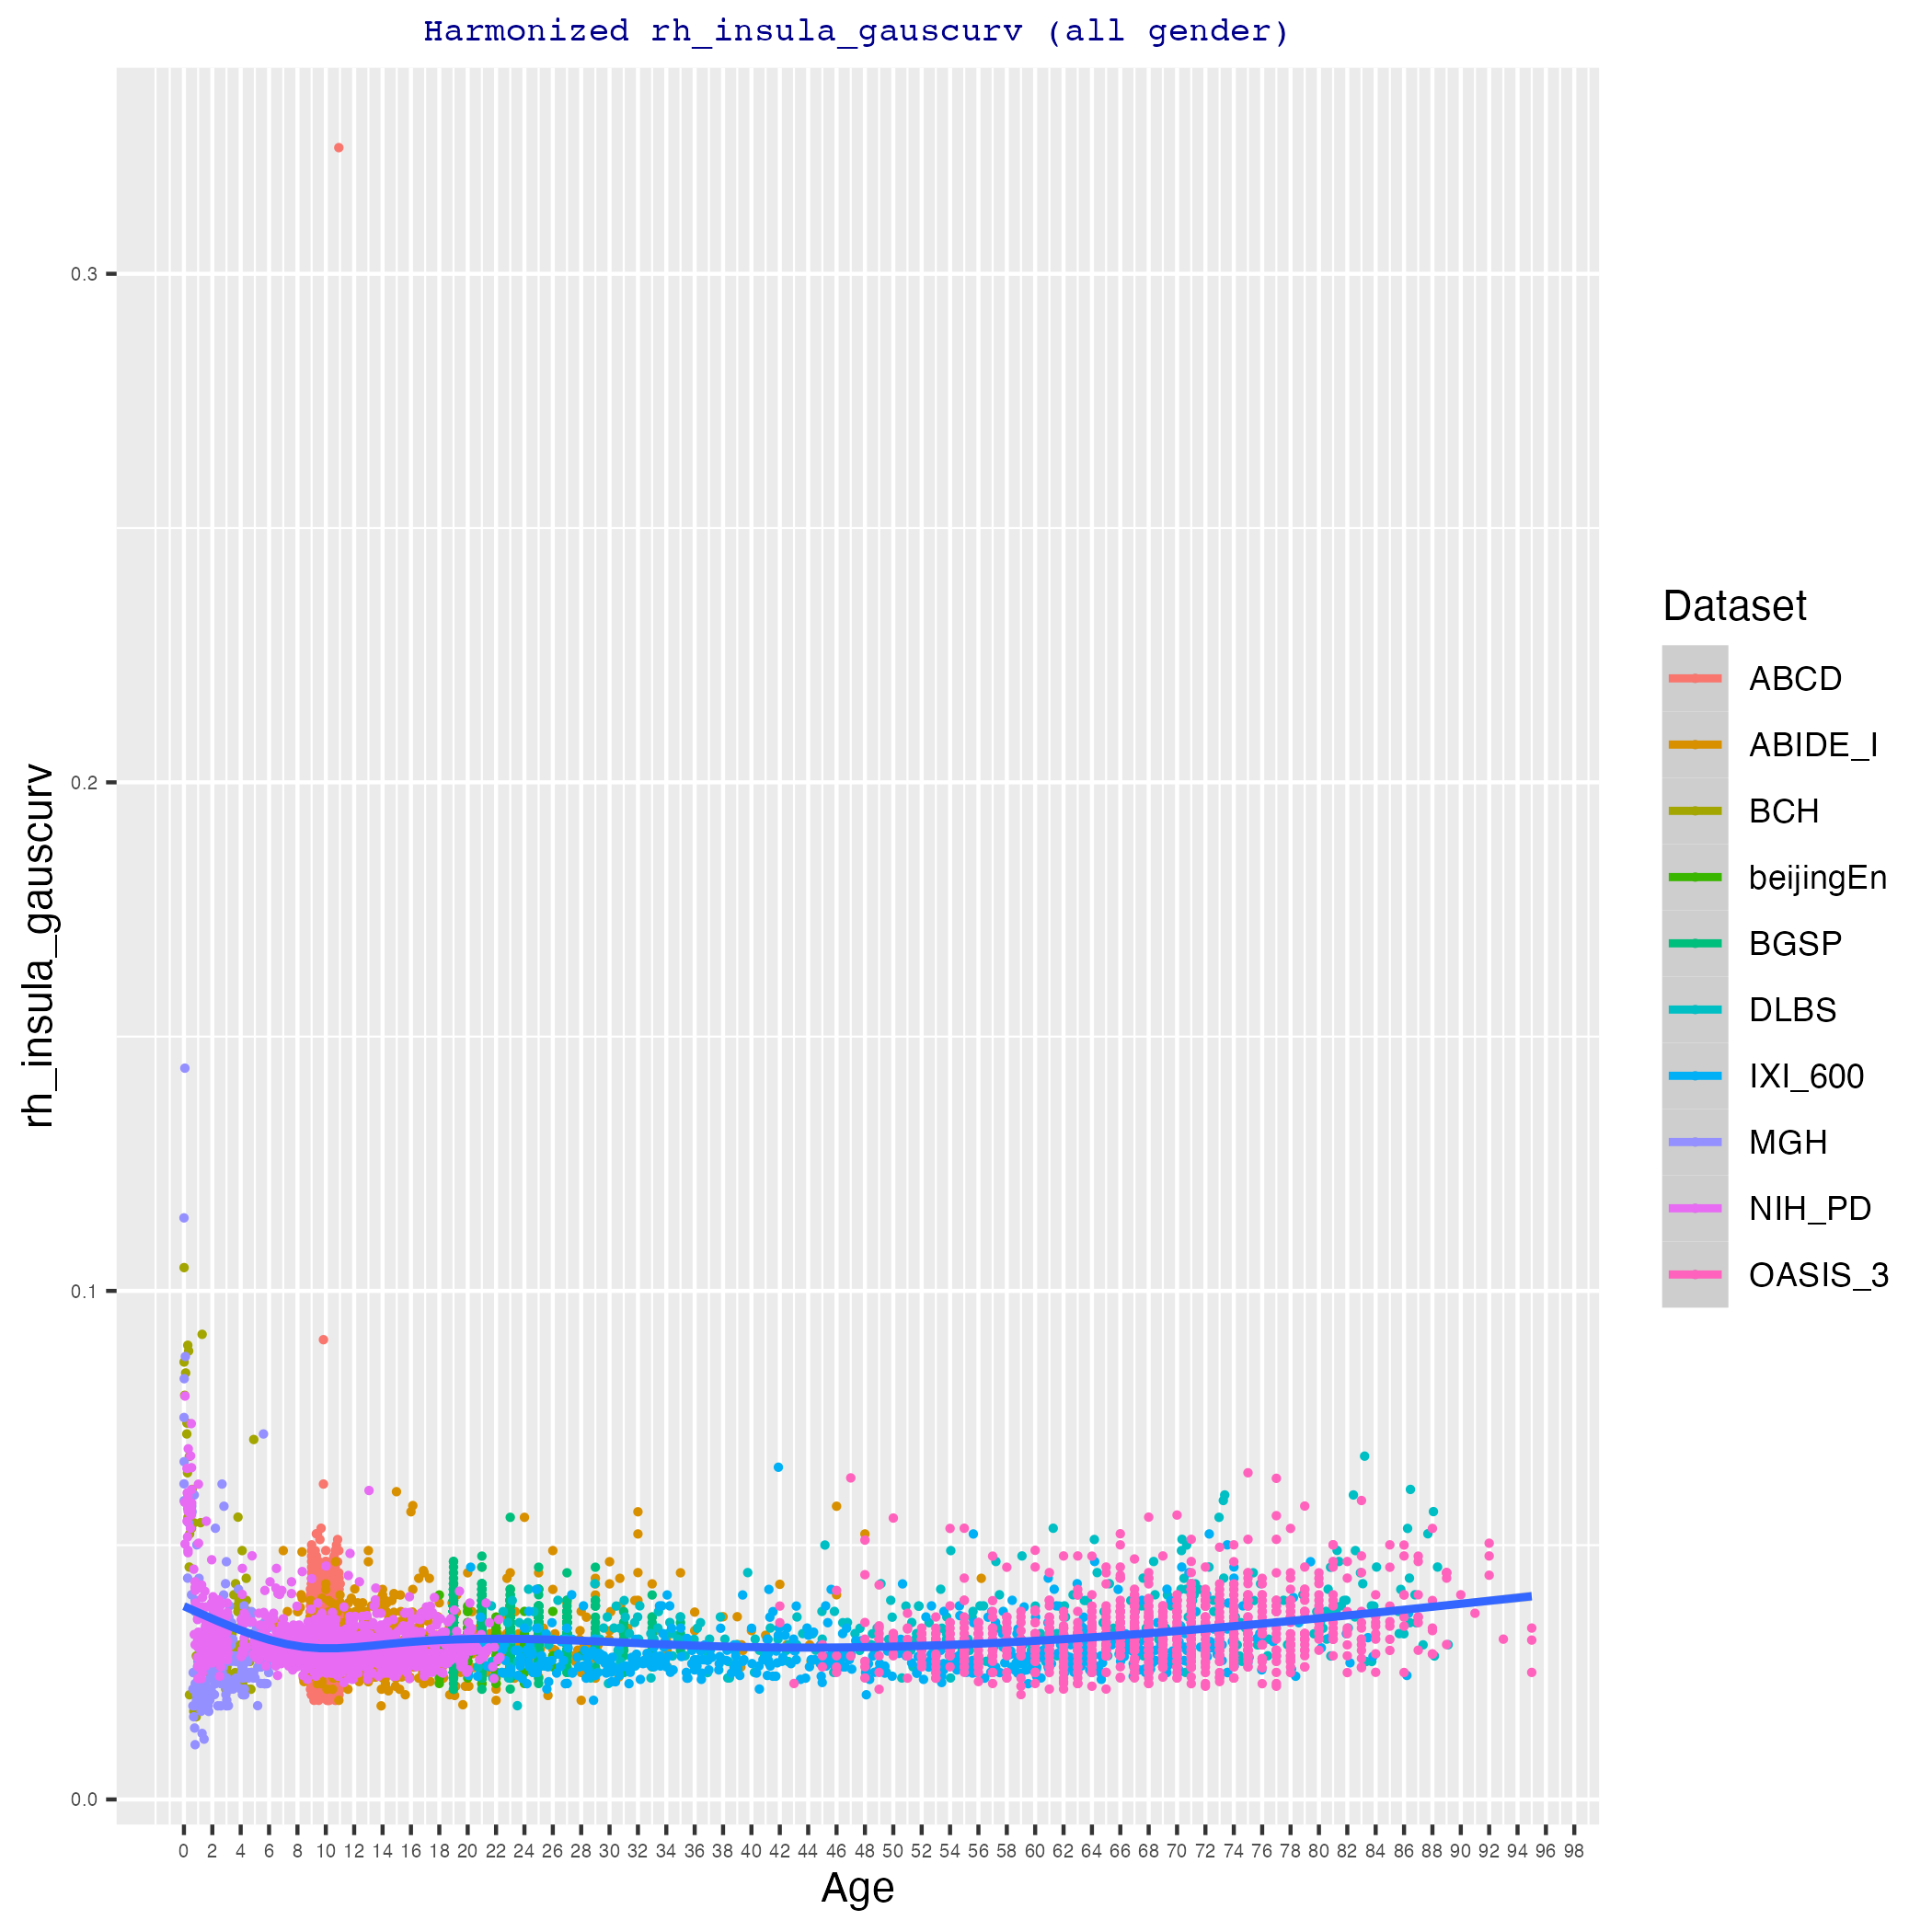 Harmonized rh_insula_gauscurv (all gender)
rh_insula_gauscurv
0.3
0.2
0.1
0.0
0 2 4 6 8 10 12 14 16 18 20 22 24 26 28 30 32 34 36 38 40 42 44 46 48 50 52 54 56 58 60 62 64 66 68 70 72 74 76 78 80 82 84 86 88 90 92 94 96 98
Age
Dataset
ABCD
ABIDE_I
BCH
beijingEn
BGSP
DLBS
IXI_600
MGH
NIH_PD
OASIS_3